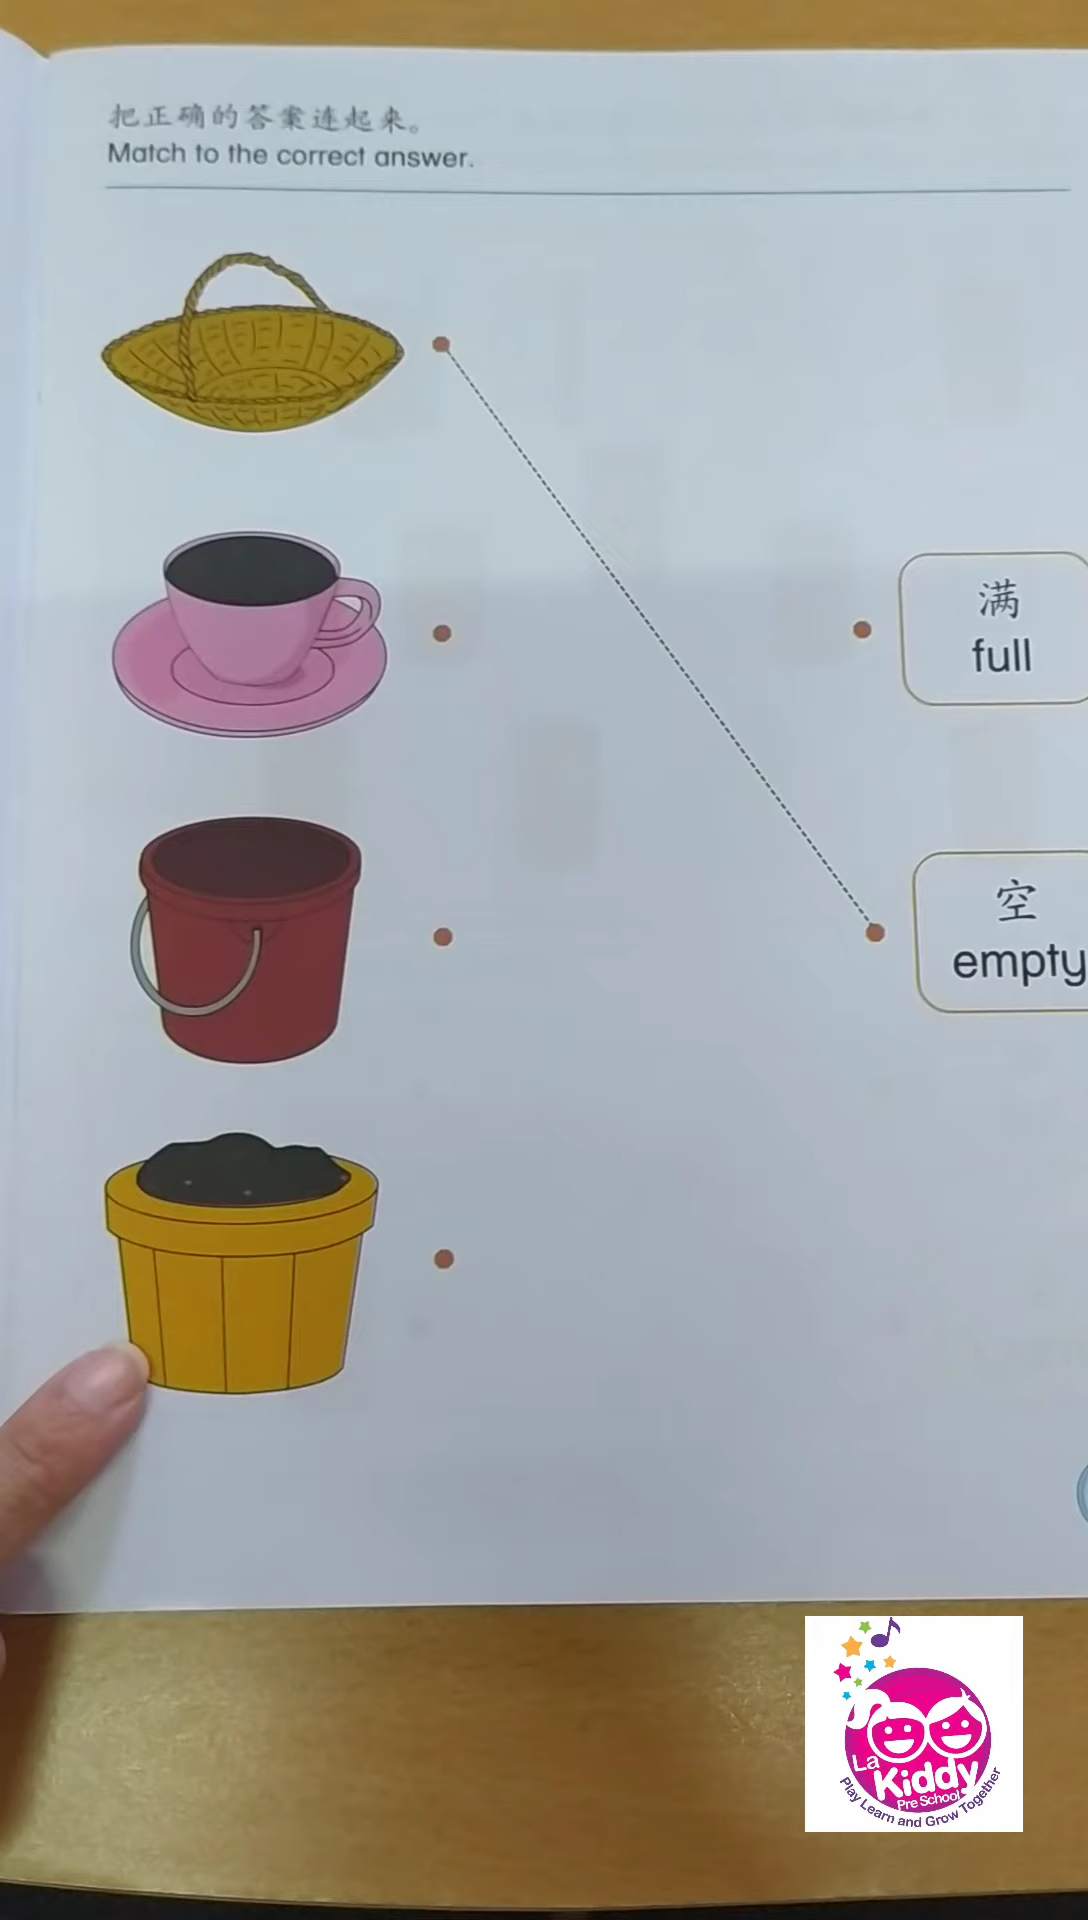 把正确的答案连起来。
Match to the correct answer.
满
full
空
empty
La
Kiddy
Pre School
Play Learn and Grow Together